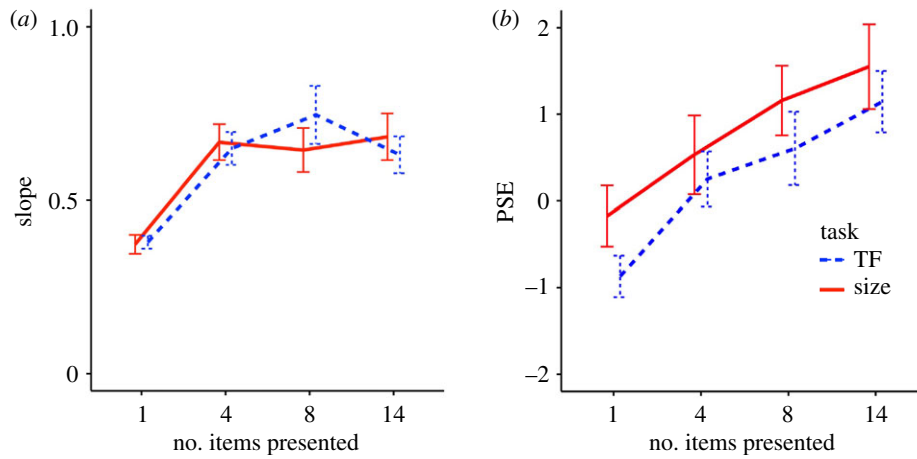 (a)
1.0
0.5
0
slope
1 4 8 14
no. items presented
(b)
2
1
0
–1
–2
PSE
task
TF
size
1 4 8 14
no. items presented